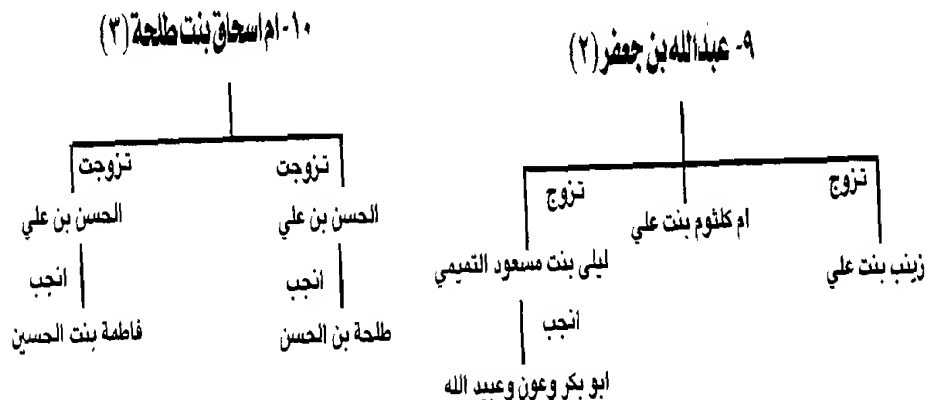 ٩- عبدالله بن جعفر (٢)
تزوج
زينب بنت علي
ام كلثوم بنت علي
تزوج
ليلى بنت مسعود التميمي
انجب
ابو بكر وعون وعبيد الله
١٠- ام اسحاق بنت طلحة (٣)
تزوجت
الحسن بن علي
انجب
طلحة بن الحسن
تزوجت
الحسن بن علي
انجب
فاطمة بنت الحسين